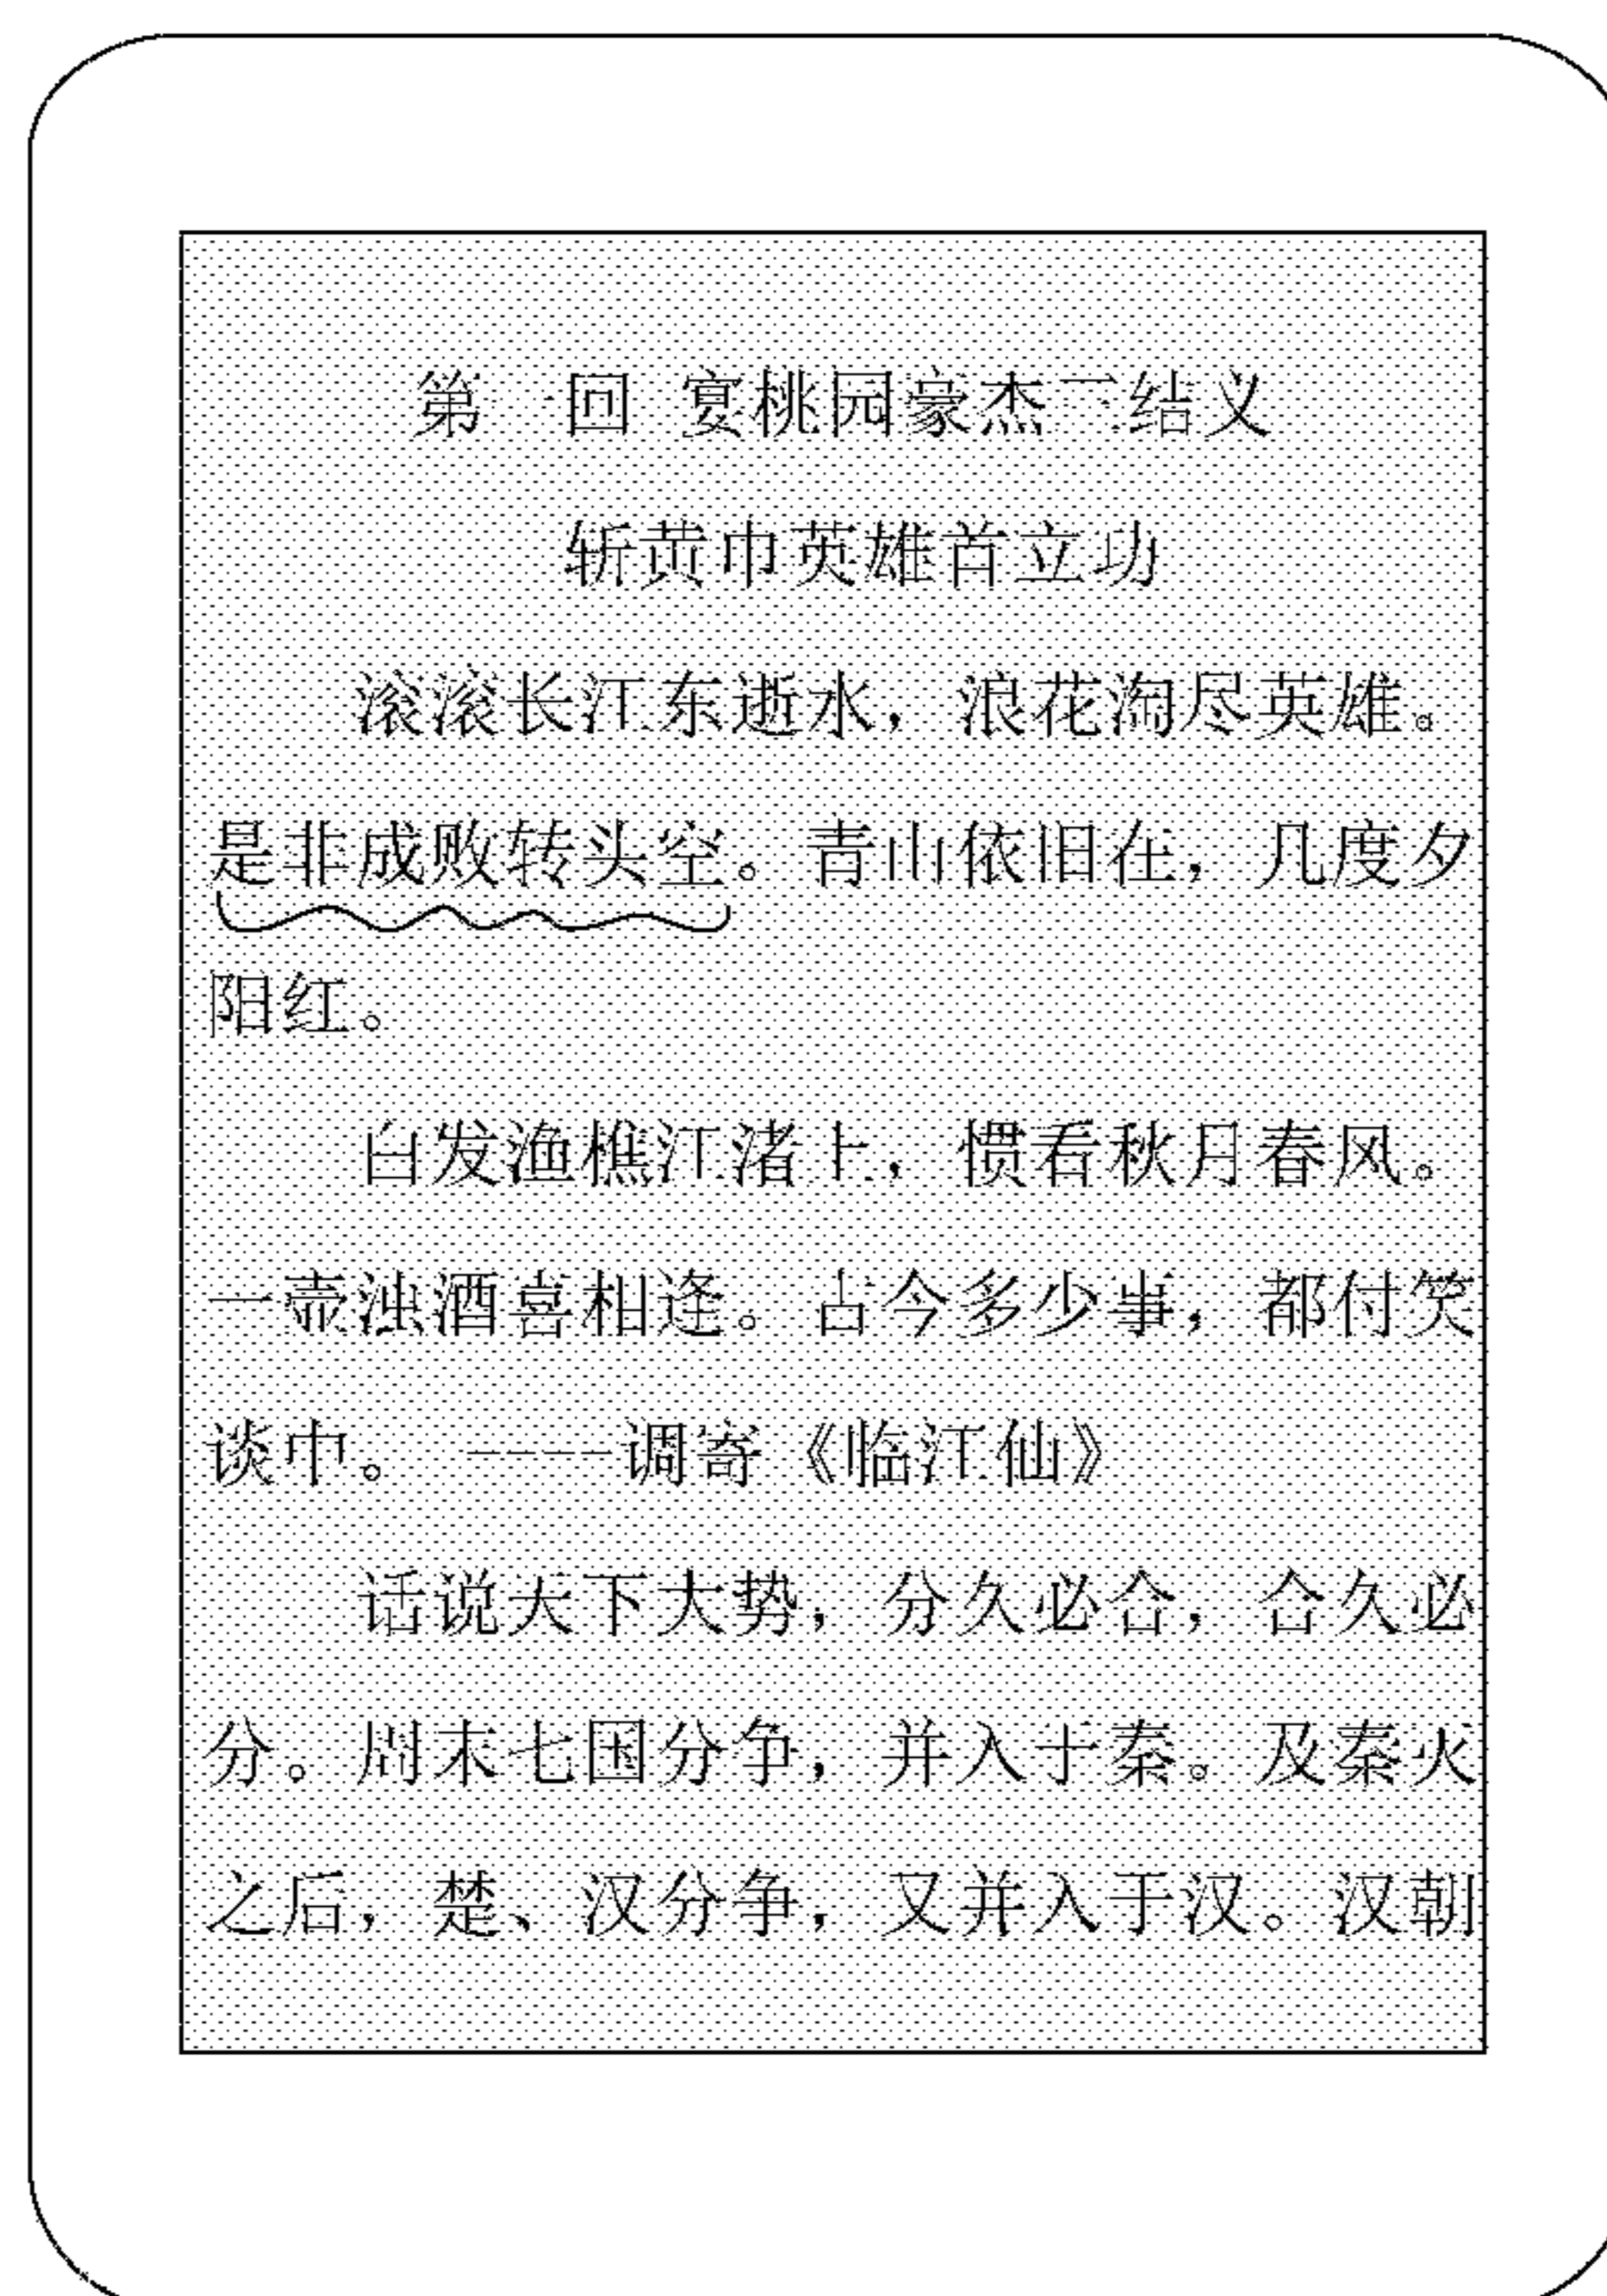 第一回 宴桃园豪杰三结义
斩黄巾英雄首立功
滚滚长江东逝水，浪花淘尽英雄。
是非成败转头空。青山依旧在，几度夕
阳红。
白发渔樵江渚上，惯看秋月春风。
一壶浊酒喜相逢。古今多少事，都付笑
谈中。 ----调寄《临江仙》
话说天下大势，分久必合，合久必
分。周末七国分争，并入于秦。及秦灭
之后，楚、汉分争，又并入于汉。汉朝